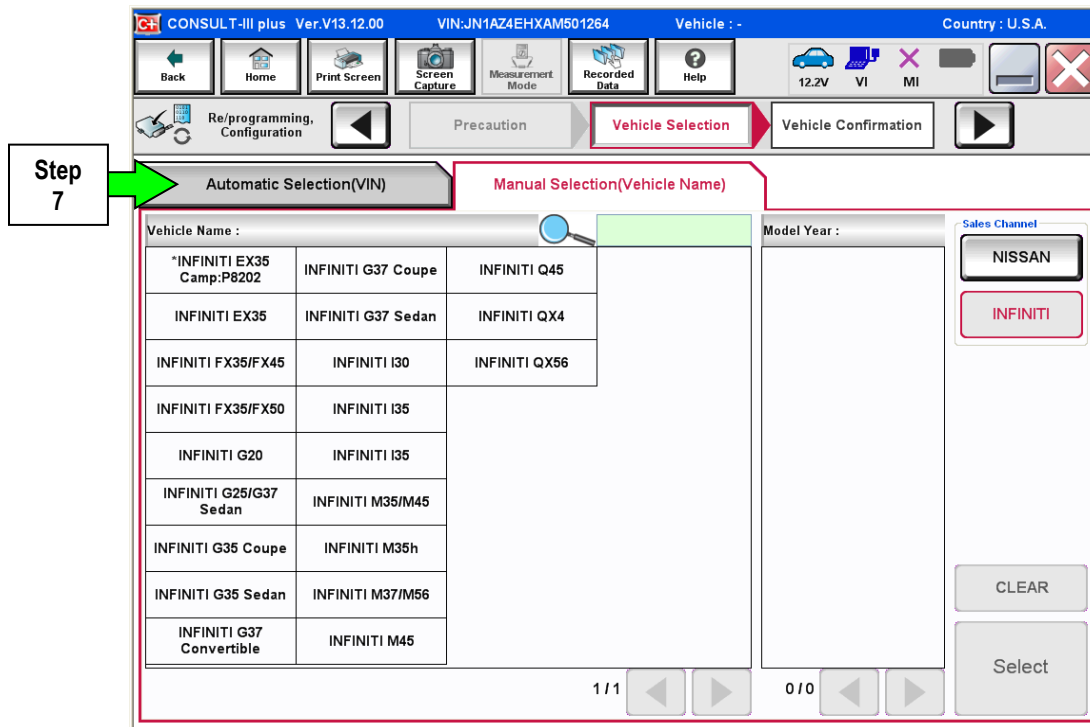 C+ CONSULT-III plus Ver.V13.12.00 VIN:JN1AZ4EHXAM501264 Vehicle : - Country : U.S.A.
Back
Home
Print Screen
Screen
Capture
Measurement
Mode
Recorded
Data
Help
12.2V VI MI
Re/programming,
Configuration
Precaution
Vehicle Selection
Vehicle Confirmation
Step
7
Automatic Selection(VIN)
Manual Selection(Vehicle Name)
Vehicle Name :
Model Year :
Sales Channel
*INFINITI EX35
Camp:P8202
INFINITI G37 Coupe
INFINITI Q45
NISSAN
INFINITI EX35
INFINITI G37 Sedan
INFINITI QX4
INFINITI
INFINITI FX35/FX45
INFINITI I30
INFINITI QX56
INFINITI FX35/FX50
INFINITI I35
INFINITI G20
INFINITI I35
INFINITI G25/G37
Sedan
INFINITI M35/M45
INFINITI G35 Coupe
INFINITI M35h
INFINITI G35 Sedan
INFINITI M37/M56
CLEAR
INFINITI G37
Convertible
INFINITI M45
Select
1/1
0/0